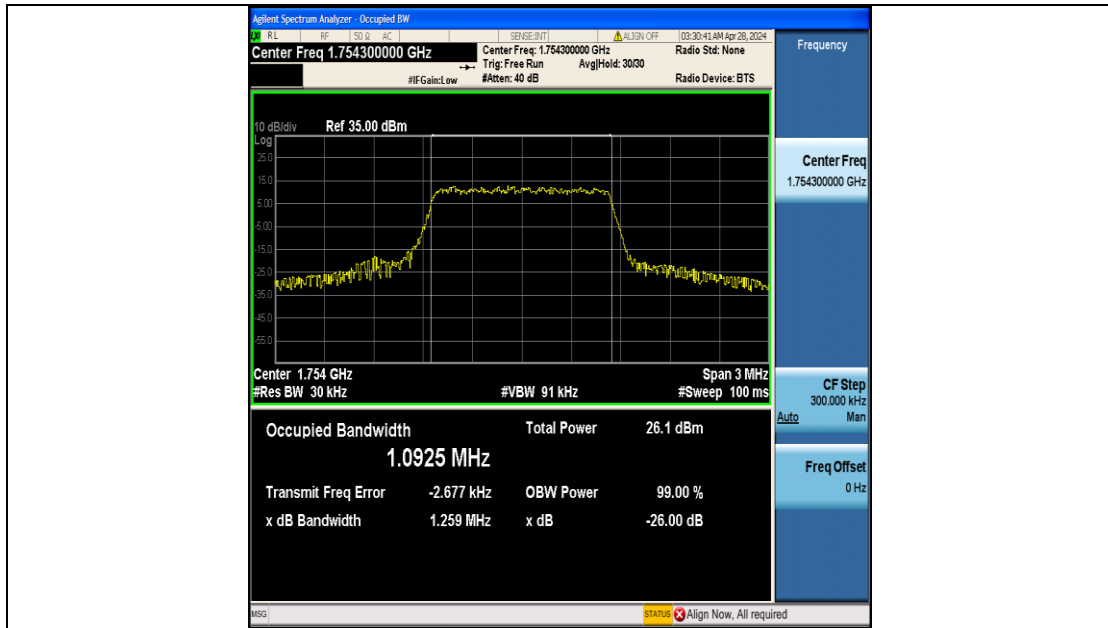 Agilent Spectrum Analyzer - Occupied BW
RL RF 50 Ω AC SENSE:INT ALIGN OFF 03:30:41 AM Apr 28, 2024
Center Freq 1.754300000 GHz
Center Freq: 1.754300000 GHz Radio Std: None
Trig: Free Run Avg|Hold: 30/30
#IFGain:Low #Atten: 40 dB Radio Device: BTS
10 dB/div Ref 35.00 dBm
Log
25.0
15.0
5.00
-5.00
-15.0
-25.0
-35.0
-45.0
-55.0
Center 1.754 GHz Span 3 MHz
#Res BW 30 kHz #VBW 91 kHz #Sweep 100 ms
Occupied Bandwidth Total Power 26.1 dBm
1.0925 MHz
Transmit Freq Error -2.677 kHz OBW Power 99.00 %
x dB Bandwidth 1.259 MHz x dB -26.00 dB
Frequency
Center Freq
1.754300000 GHz
CF Step
300.000 kHz
Auto Man
Freq Offset
0 Hz
MSG STATUS Align Now, All required